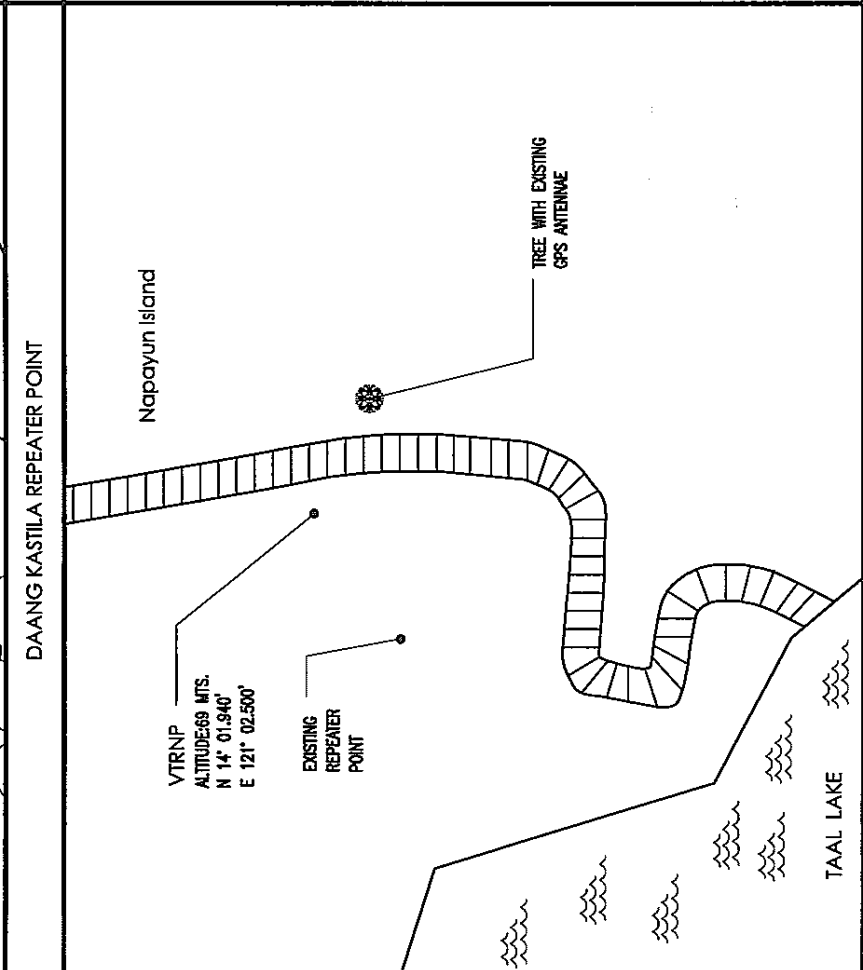 DAANG KASTILA REPEATER POINT
Napayun Island
VTRNP
ALTITUDE:69 MTS.
N 14° 01.940'
E 121° 02.500'
EXISTING
REPEATER
POINT
TREE WITH EXISTING
GPS ANTENNAE
TAAL LAKE